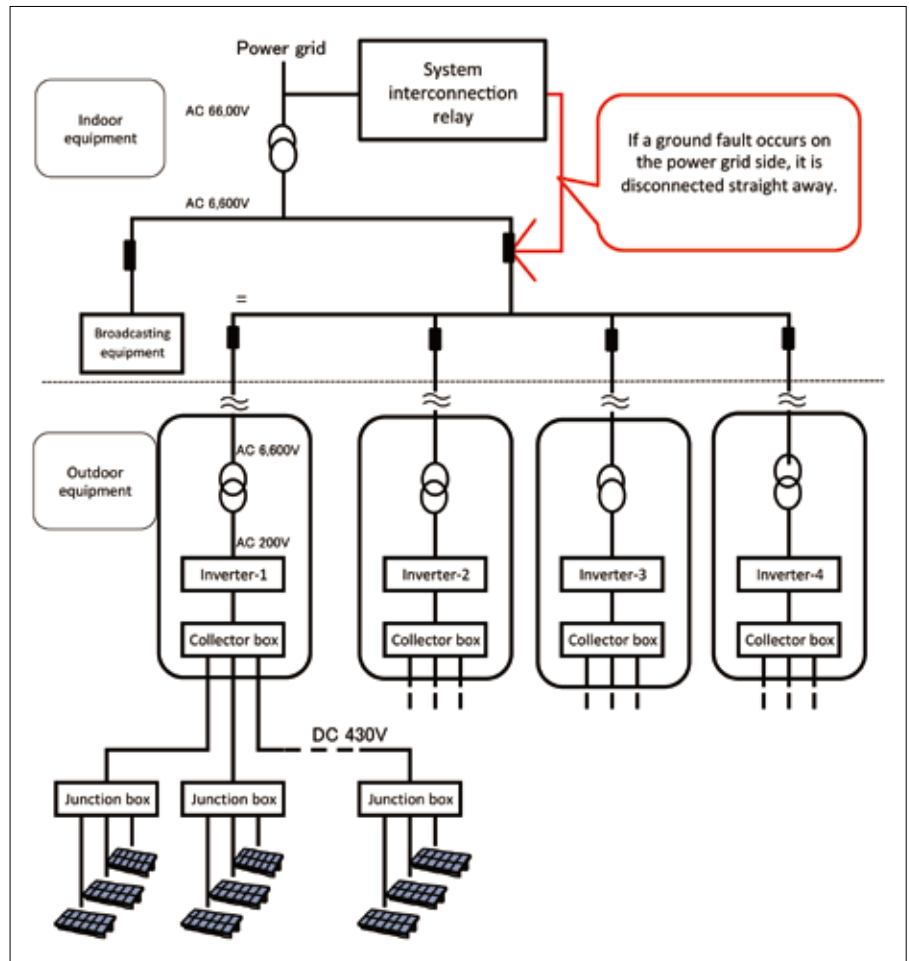 Power grid
System
interconnection
relay
Indoor
equipment
AC 66,00V
If a ground fault occurs on
the power grid side, it is
disconnected straight away.
AC 6,600V
Broadcasting
equipment
=
Outdoor
equipment
AC 6,600V
AC 200V
Inverter-1
Inverter-2
Inverter-3
Inverter-4
Collector box
Collector box
Collector box
Collector box
DC 430V
Junction box
Junction box
Junction box